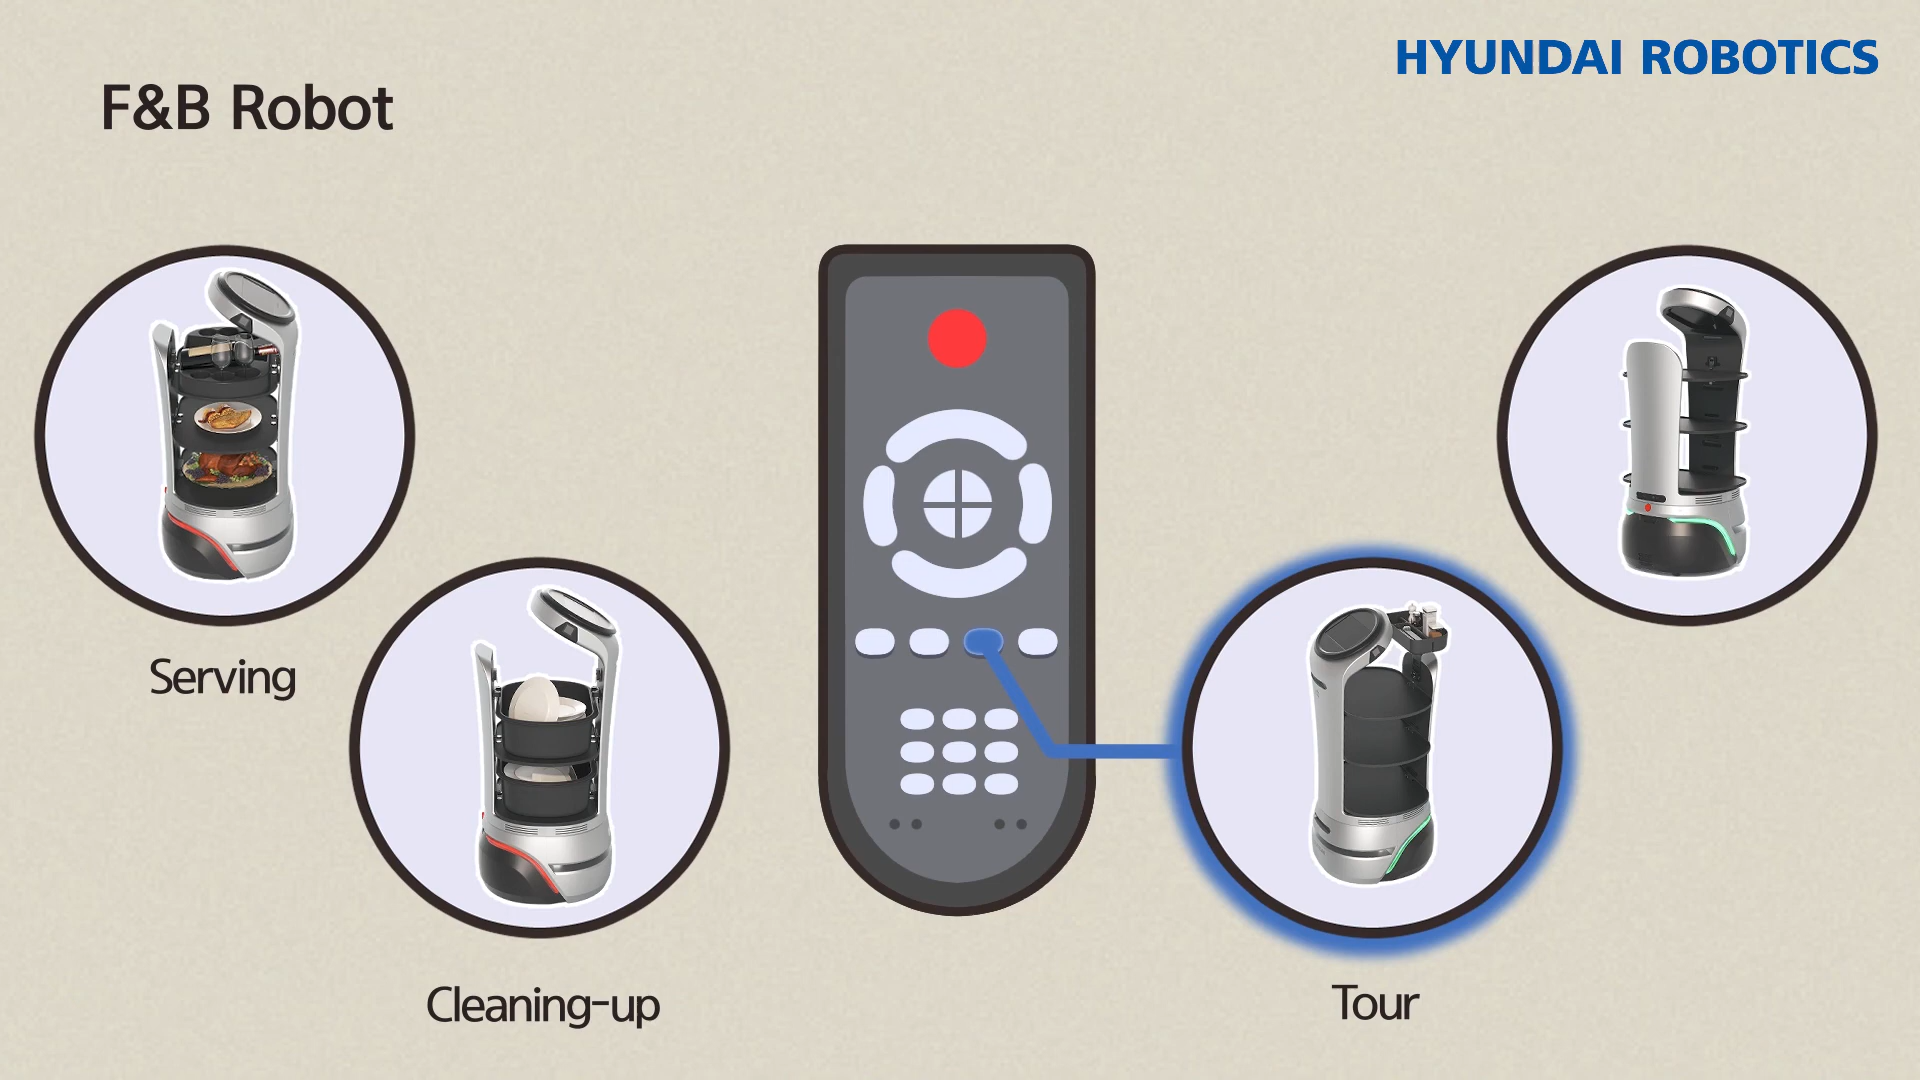 HYUNDAI ROBOTICS
F&B Robot
Serving
Cleaning-up
Tour